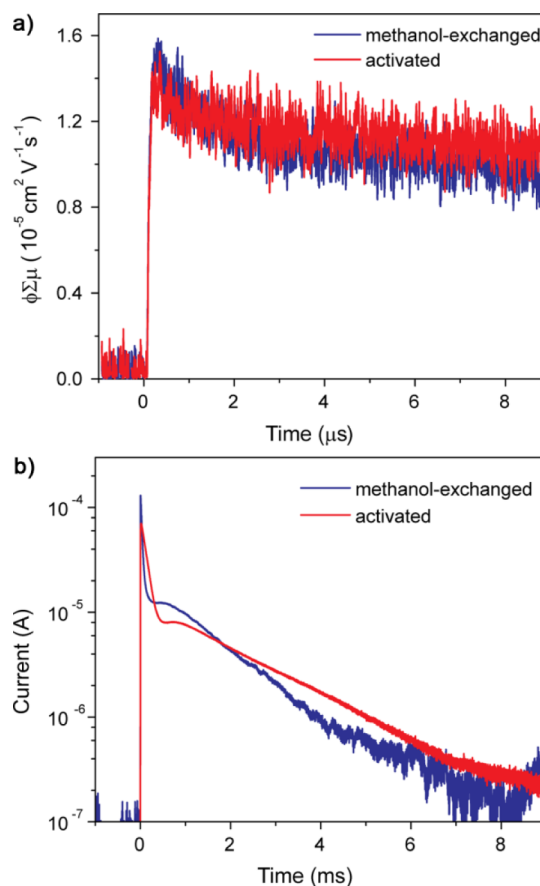 a)
methanol-exchanged
activated
1.6
1.2
0.8
0.4
0.0
ϕΣμ ( 10⁻⁵ cm² V⁻¹ s⁻¹ )
0 2 4 6 8
Time (μs)
b)
methanol-exchanged
activated
10⁻⁴
10⁻⁵
10⁻⁶
10⁻⁷
Current (A)
0 2 4 6 8
Time (ms)